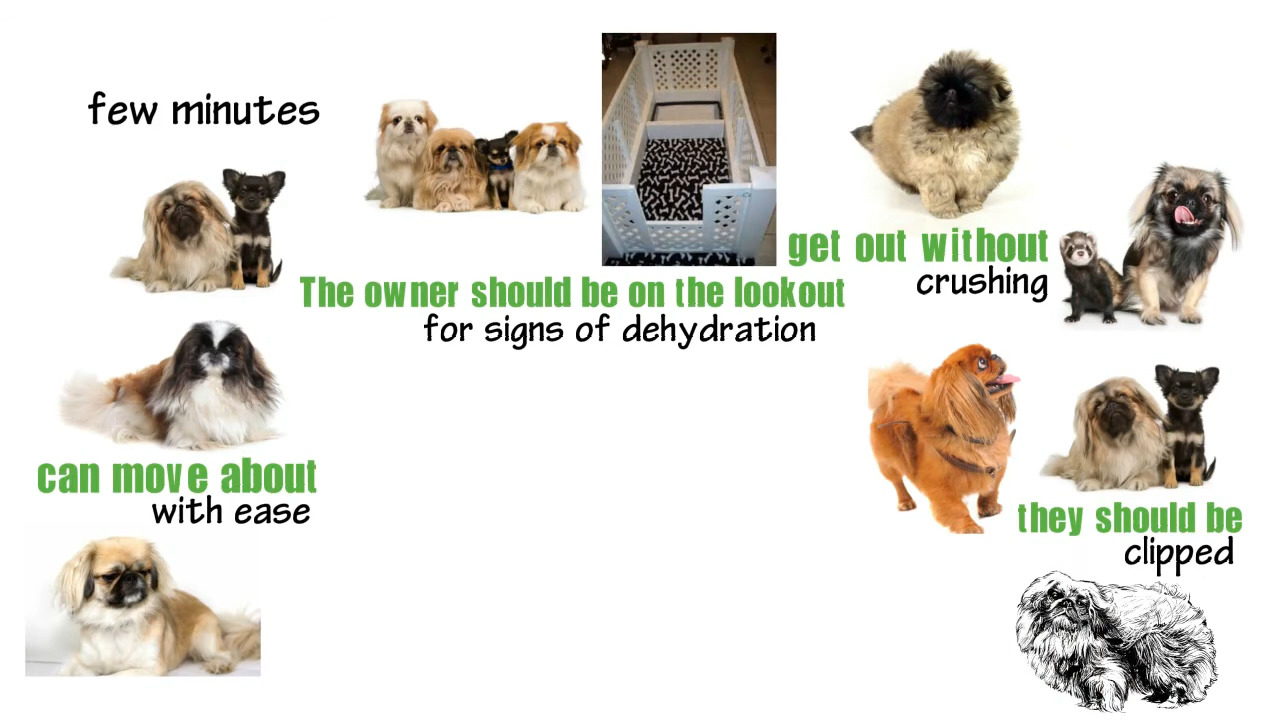 few minutes
get out without
crushing
The owner should be on the lookout
for signs of dehydration
can move about
with ease
they should be
clipped